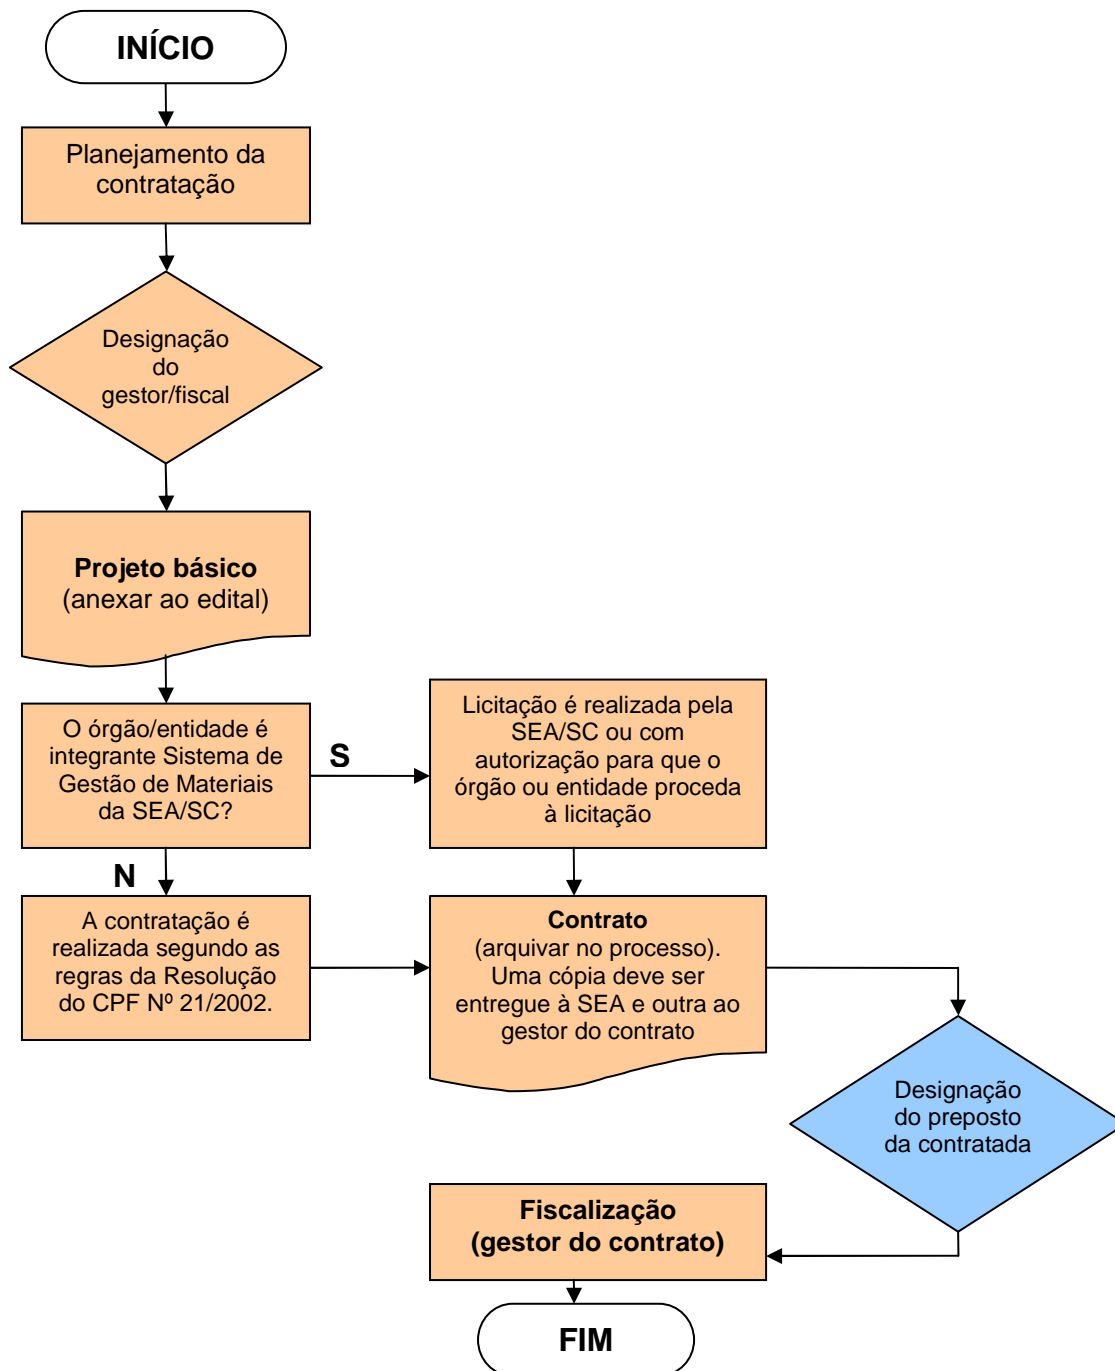 INÍCIO
Planejamento da
contratação
Designação
do
gestor/fiscal
Projeto básico
(anexar ao edital)
O órgão/entidade é
integrante Sistema de
Gestão de Materiais
da SEA/SC?
S
Licitação é realizada pela
SEA/SC ou com
autorização para que o
órgão ou entidade proceda
à licitação
N
A contratação é
realizada segundo as
regras da Resolução
do CPF Nº 21/2002.
Contrato
(arquivar no processo).
Uma cópia deve ser
entregue à SEA e outra ao
gestor do contrato
Designação
do preposto
da contratada
Fiscalização
(gestor do contrato)
FIM